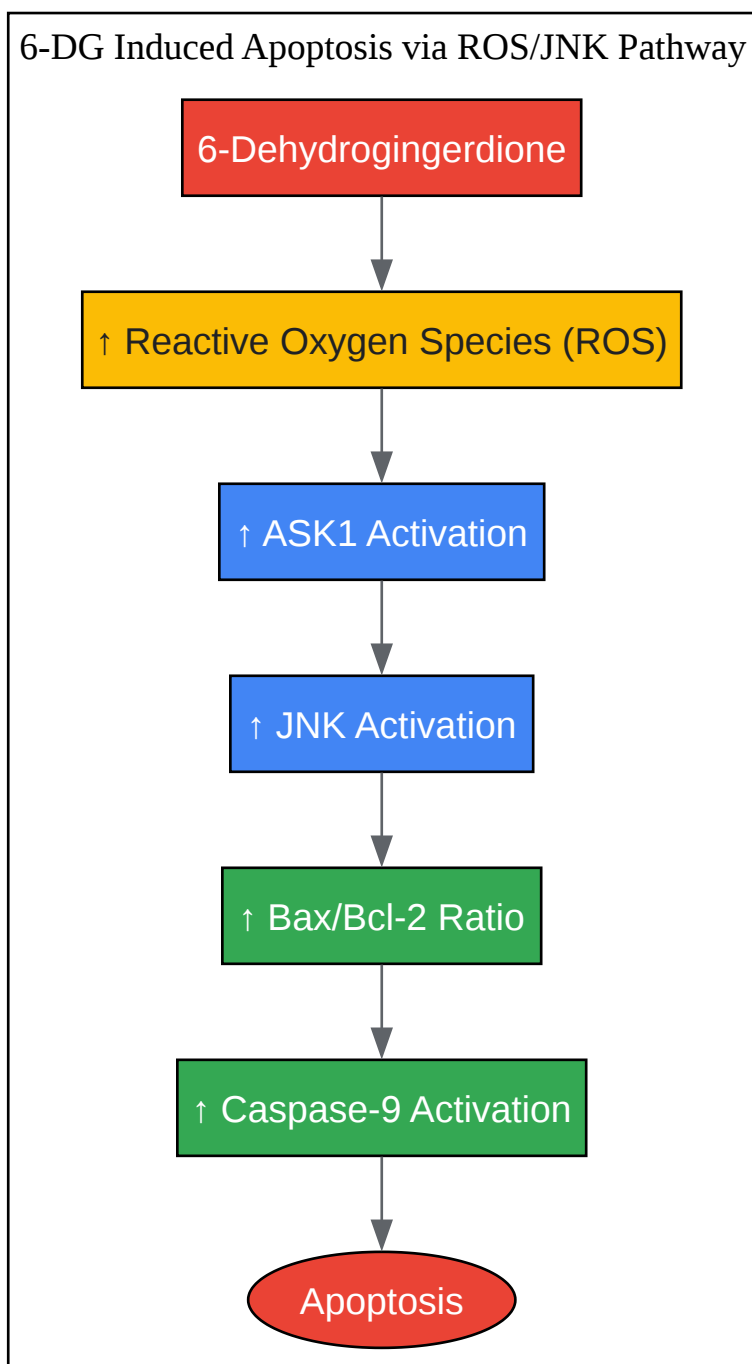 6-DG Induced Apoptosis via ROS/JNK Pathway
6-Dehydrogingerdione
↑ Reactive Oxygen Species (ROS)
↑ ASK1 Activation
↑ JNK Activation
↑ Bax/Bcl-2 Ratio
↑ Caspase-9 Activation
Apoptosis